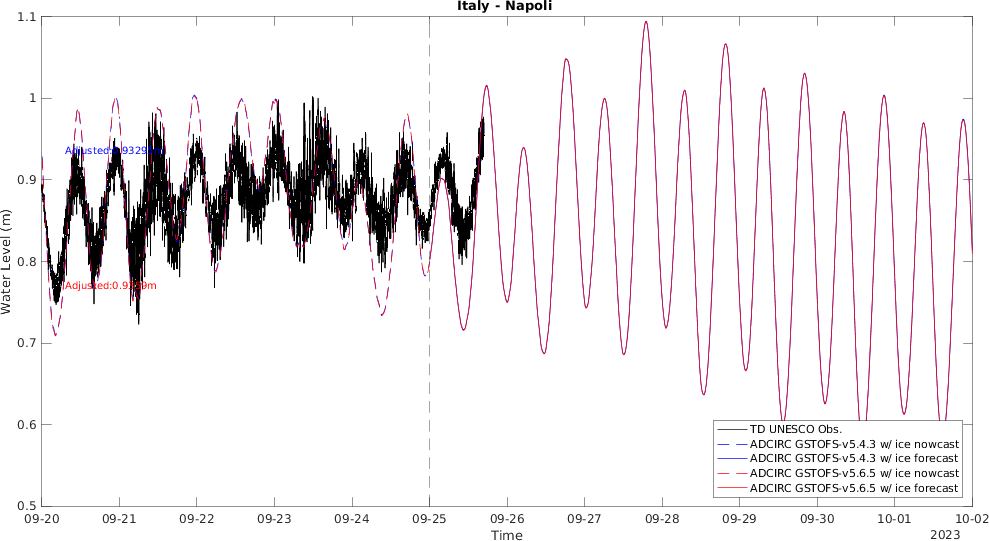 Italy - Napoli
Water Level (m)
1.1
1
0.9
0.8
0.7
0.6
0.5
Adjusted:
Adjusted:
09-20
09-21
09-22
09-23
09-24
09-25
09-26
09-27
09-28
09-29
09-30
10-01
10-02
2023
Time
TD UNESCO Obs.
ADCIRC GSTOFS-v5.4.3 w/ ice nowcast
ADCIRC GSTOFS-v5.4.3 w/ ice forecast
ADCIRC GSTOFS-v5.6.5 w/ ice nowcast
ADCIRC GSTOFS-v5.6.5 w/ ice forecast